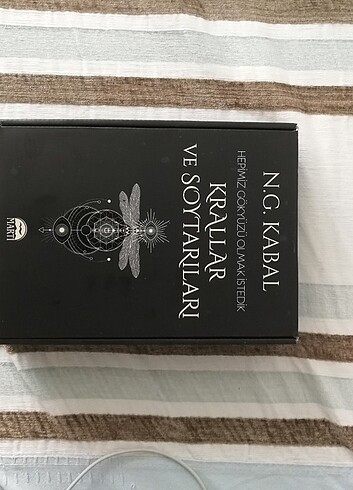 N.G. KABAL
HEPİMİZ GÖKYÜZÜ OLMAK İSTEDİK
KRALLAR
VE SOYTARILARI
MARTI